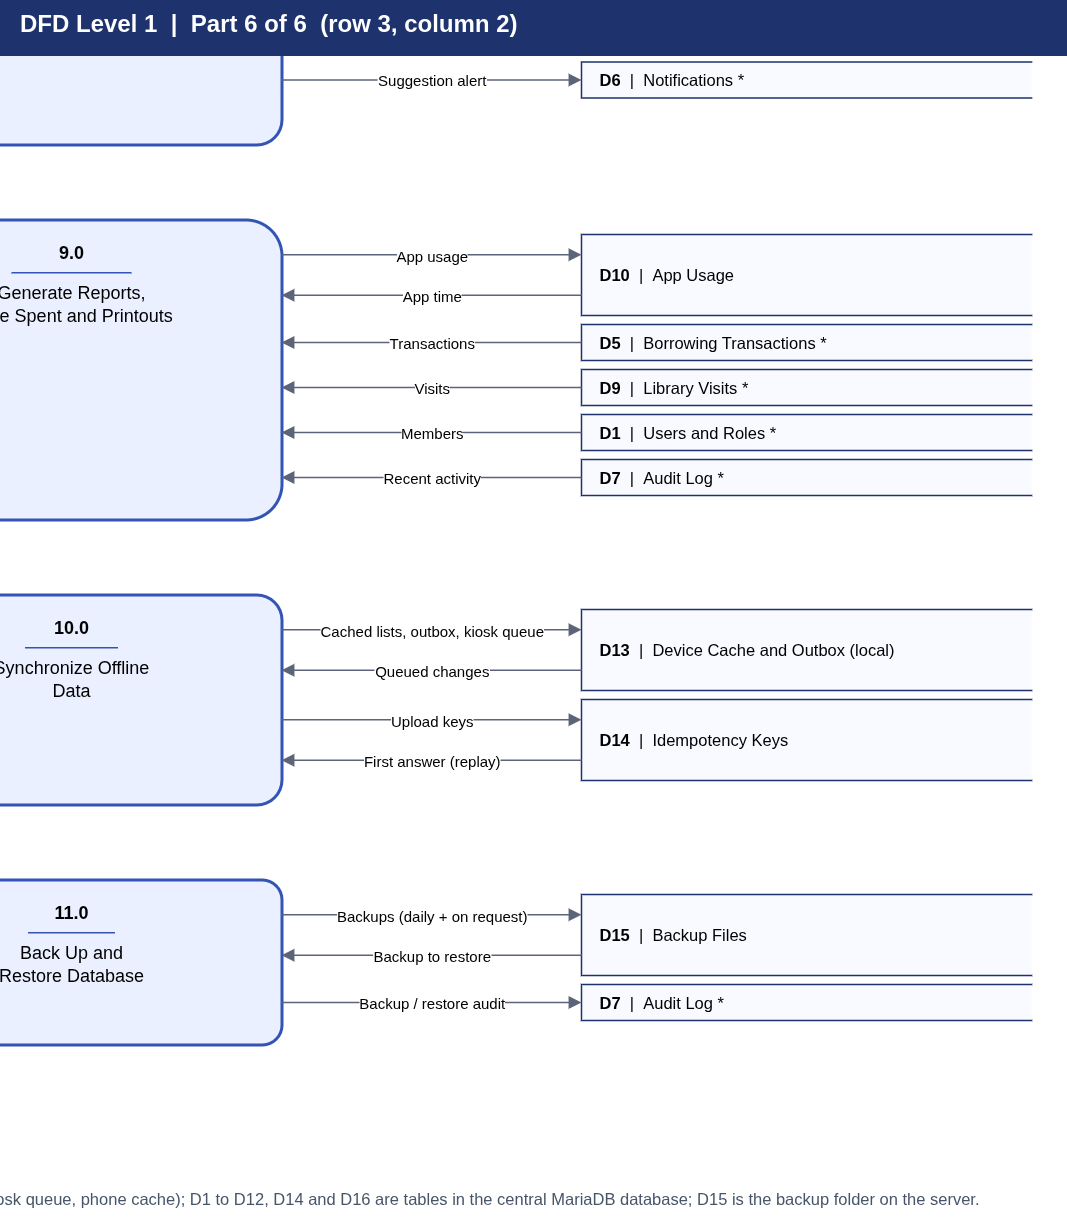 DFD Level 1 | Part 6 of 6 (row 3, column 2)
Suggestion alert
D6 | Notifications *
9.0
Generate Reports,
e Spent and Printouts
App usage
App time
D10 | App Usage
Transactions
D5 | Borrowing Transactions *
Visits
D9 | Library Visits *
Members
D1 | Users and Roles *
Recent activity
D7 | Audit Log *
10.0
Synchronize Offline
Data
Cached lists, outbox, kiosk queue
Queued changes
D13 | Device Cache and Outbox (local)
Upload keys
First answer (replay)
D14 | Idempotency Keys
11.0
Back Up and
Restore Database
Backups (daily + on request)
Backup to restore
D15 | Backup Files
Backup / restore audit
D7 | Audit Log *
osk queue, phone cache); D1 to D12, D14 and D16 are tables in the central MariaDB database; D15 is the backup folder on the server.